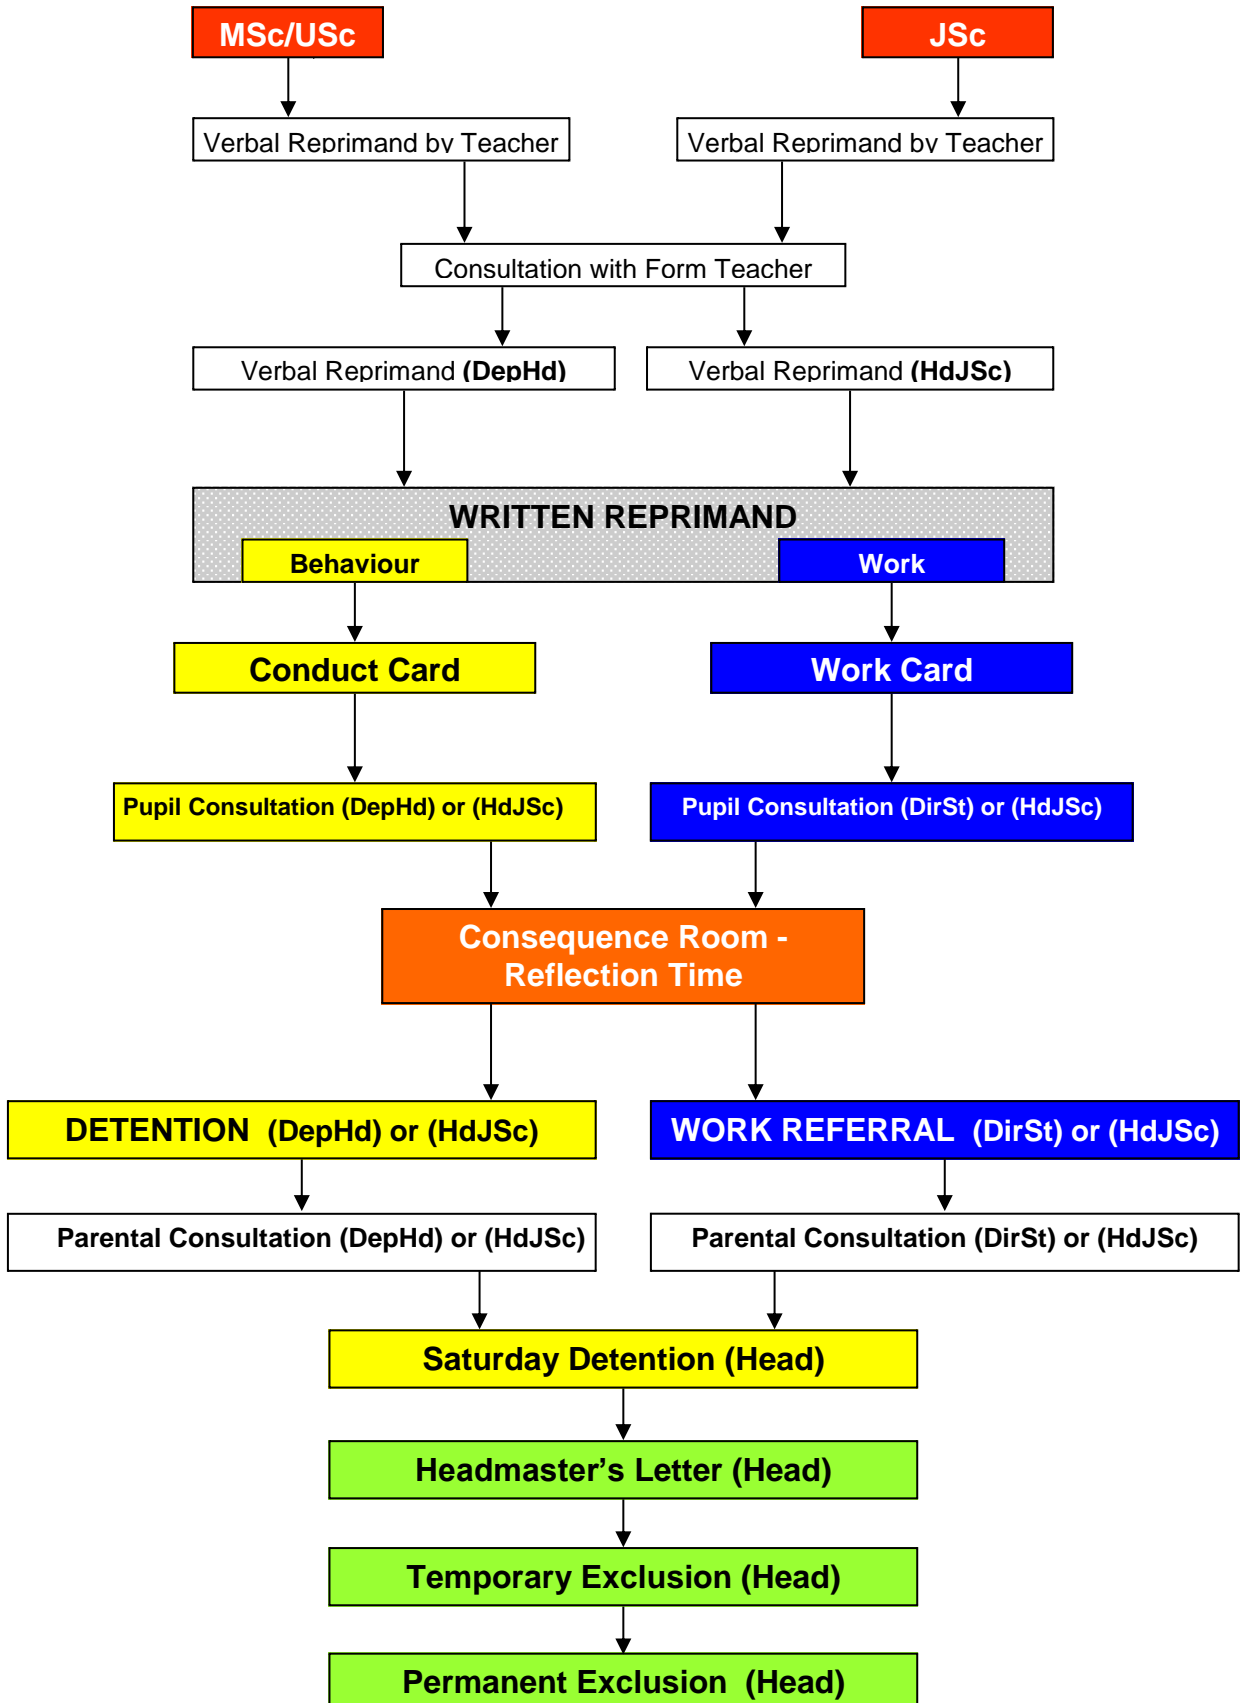 MSc/USc
JSc
Verbal Reprimand by Teacher
Verbal Reprimand by Teacher
Consultation with Form Teacher
Verbal Reprimand (DepHd)
Verbal Reprimand (HdJSc)
WRITTEN REPRIMAND
Behaviour
Work
Conduct Card
Work Card
Pupil Consultation (DepHd) or (HdJSc)
Pupil Consultation (DirSt) or (HdJSc)
Consequence Room -
Reflection Time
DETENTION (DepHd) or (HdJSc)
WORK REFERRAL (DirSt) or (HdJSc)
Parental Consultation (DepHd) or (HdJSc)
Parental Consultation (DirSt) or (HdJSc)
Saturday Detention (Head)
Headmaster’s Letter (Head)
Temporary Exclusion (Head)
Permanent Exclusion (Head)